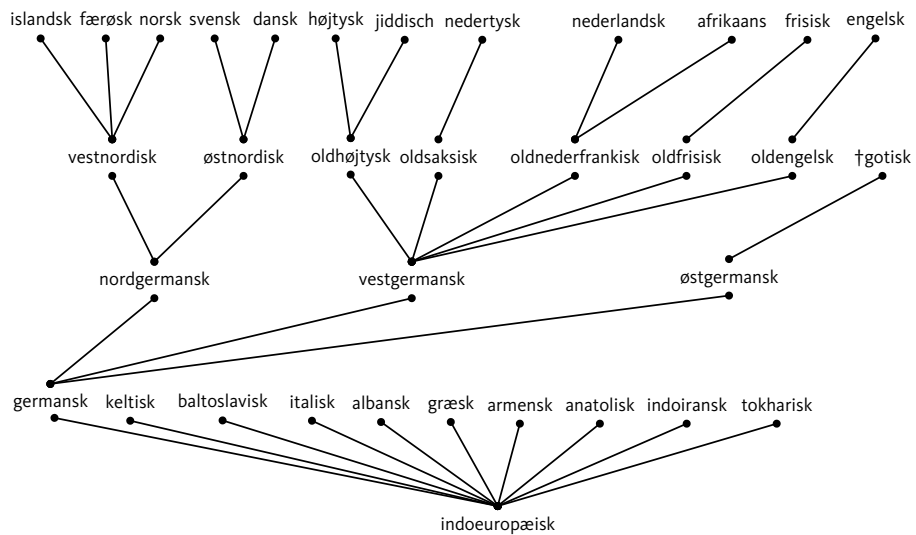 islandsk færøsk norsk svensk dansk højtysk jiddisch nedertysk nederlandsk afrikaans frisisk engelsk
vestnordisk østnordisk oldhøjtysk oldsaksisk oldnederfrankisk oldfrisisk oldengelsk †gotisk
nordgermansk vestgermansk østgermansk
germansk keltisk baltoslavisk italisk albansk græsk armensk anatolisk indoiransk tokharisk
indoeuropæisk